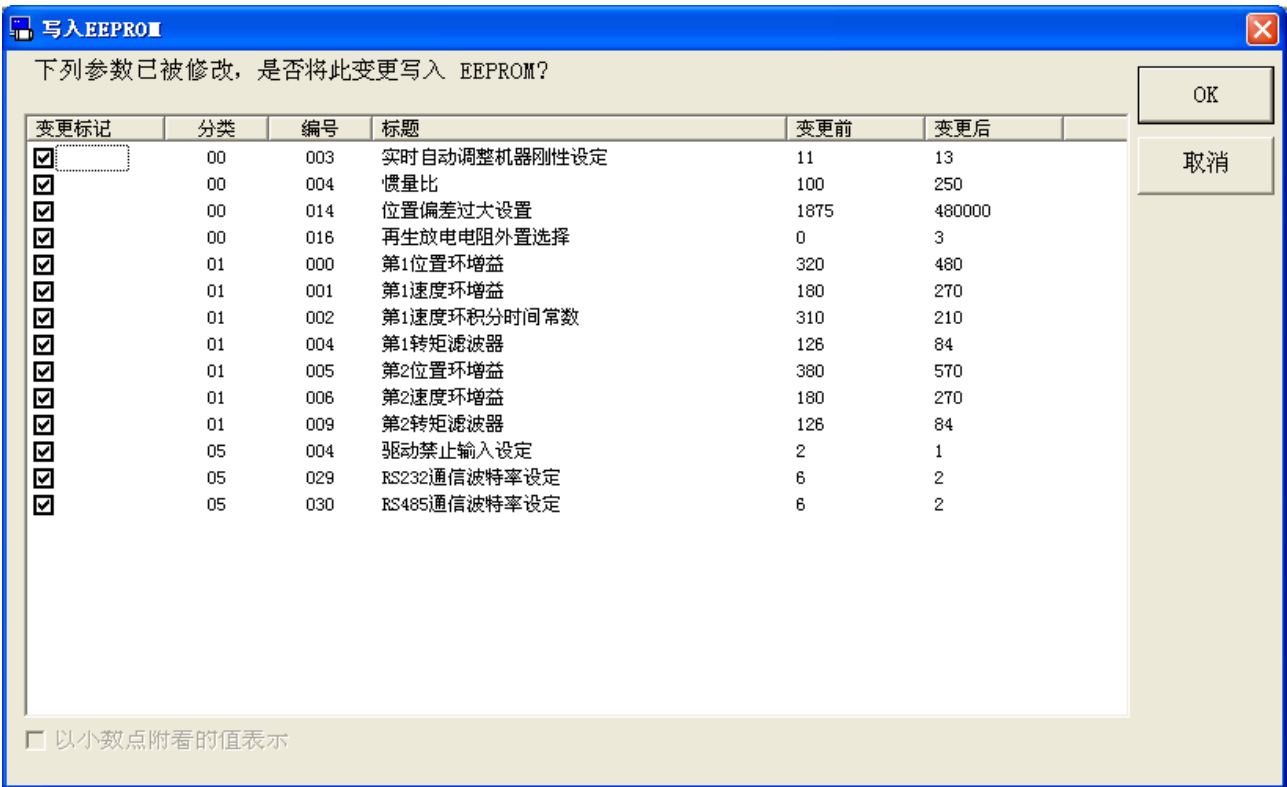 写入EEPROM
下列参数已被修改，是否将此变更写入 EEPROM?
OK
取消
变更标记 分类 编号 标题 变更前 变更后
00 003 实时自动调整机器刚性设定 11 13
00 004 惯量比 100 250
00 014 位置偏差过大设置 1875 480000
00 016 再生放电电阻外置选择 0 3
01 000 第1位置环增益 320 480
01 001 第1速度环增益 180 270
01 002 第1速度环积分时间常数 310 210
01 004 第1转矩滤波器 126 84
01 005 第2位置环增益 380 570
01 006 第2速度环增益 180 270
01 009 第2转矩滤波器 126 84
05 004 驱动禁止输入设定 2 1
05 029 RS232通信波特率设定 6 2
05 030 RS485通信波特率设定 6 2
以小数点附看的值表示